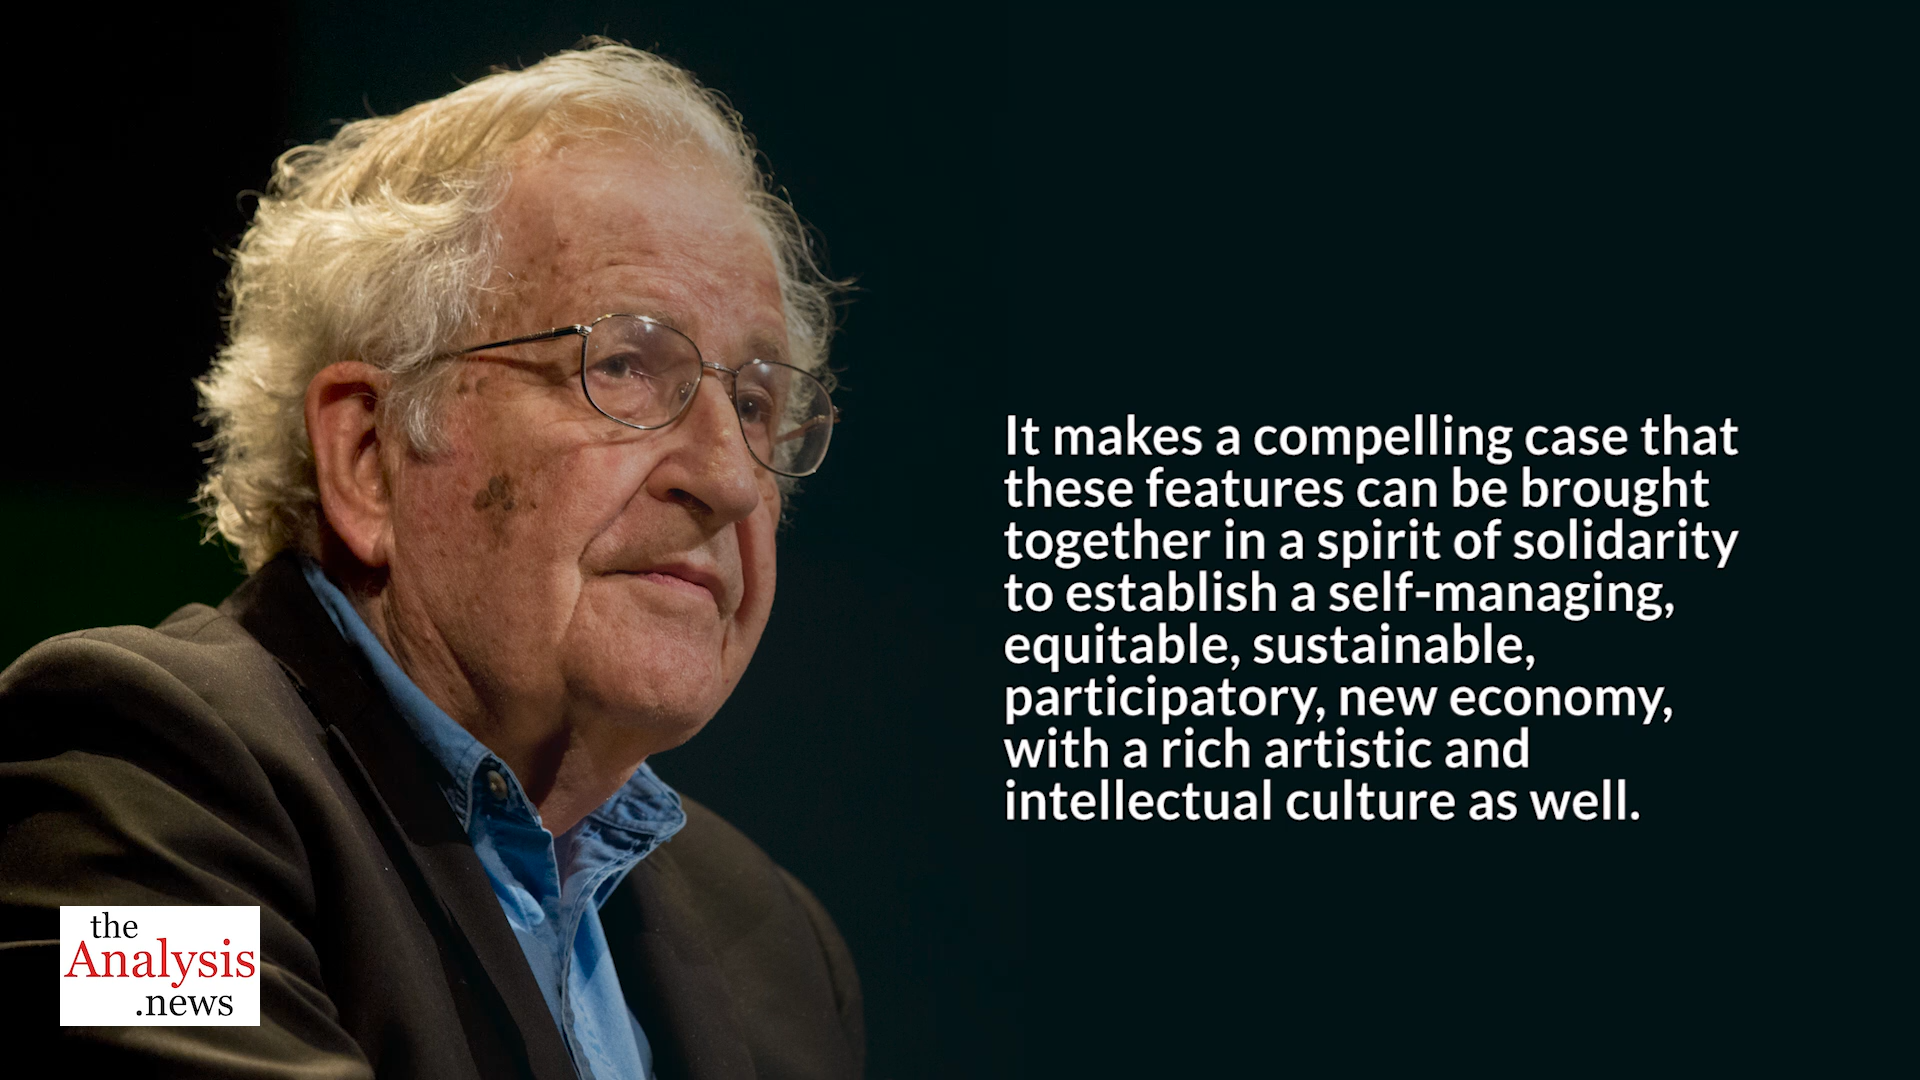 It makes a compelling case that
these features can be brought
together in a spirit of solidarity
to establish a self-managing,
equitable, sustainable,
participatory, new economy,
with a rich artistic and
intellectual culture as well.
the
Analysis
.news